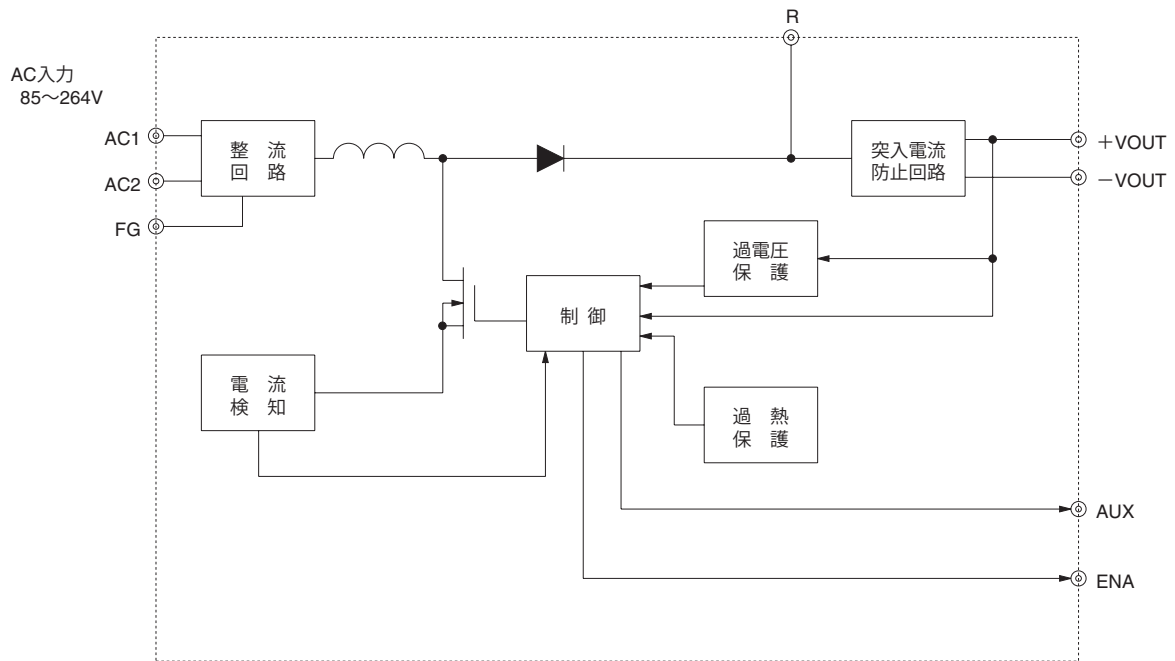 R
AC入力
85〜264V
AC1
AC2
FG
整 流
回 路
突入電流
防止回路
+VOUT
−VOUT
過電圧
保 護
制 御
電 流
検 知
過 熱
保 護
AUX
ENA